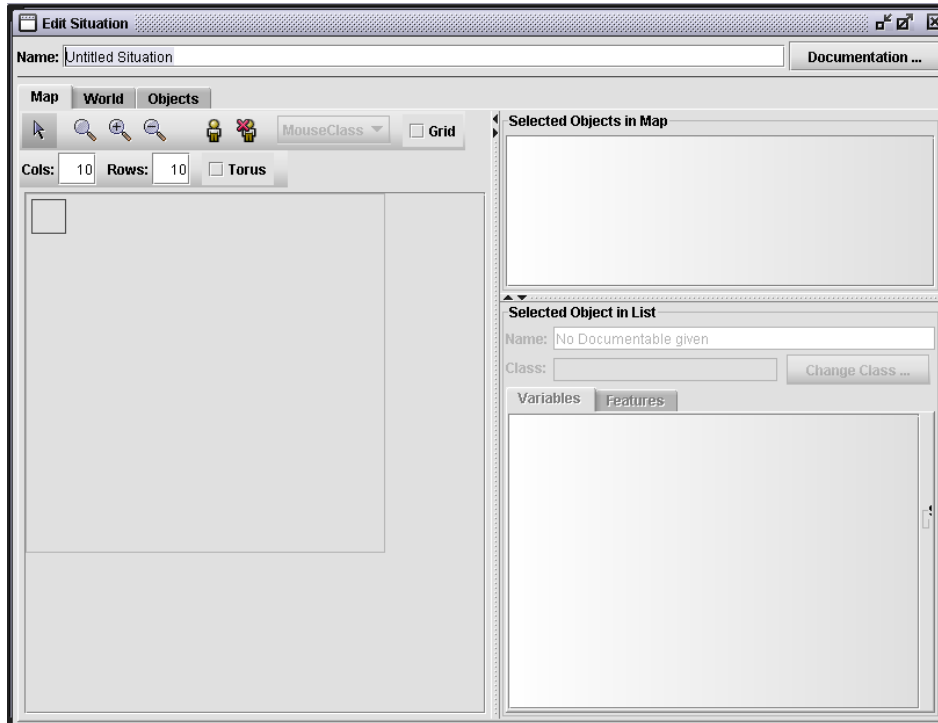 Edit Situation
Name: Untitled Situation Documentation ...
Map World Objects
MouseClass Grid
Cols: 10 Rows: 10 Torus
Selected Objects in Map
Selected Object in List
Name: No Documentable given
Class: Change Class ...
Variables Features